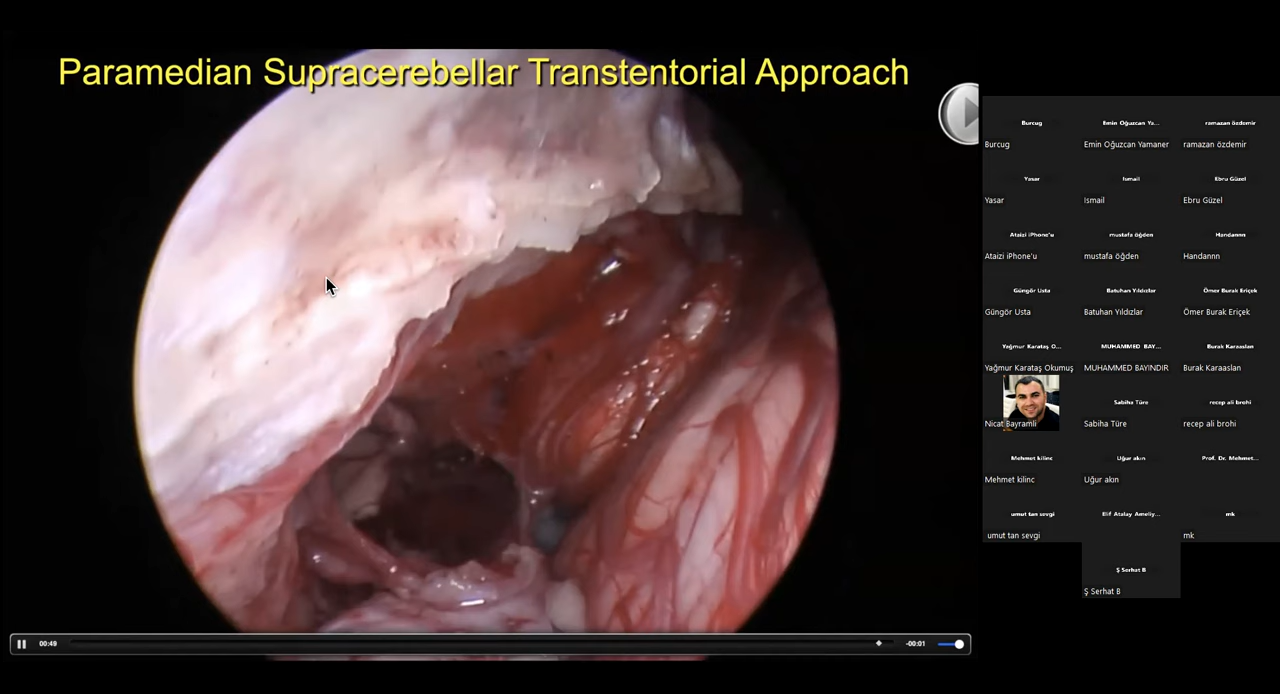 Paramedian Supracerebellar Transtentorial Approach
Burcug
Emin Oğuzcan Ya...
ramazan özdemir
Burcug
Emin Oğuzcan Yamaner
ramazan özdemir
Yasar
Ismail
Ebru Güzel
Yasar
Ismail
Ebru Güzel
Ataizi iPhone'u
mustafa öğden
Handannn
Ataizi iPhone'u
mustafa öğden
Handannn
Güngör Usta
Batuhan Yıldızlar
Ömer Burak Eriçek
Güngör Usta
Batuhan Yıldızlar
Ömer Burak Eriçek
Yağmur Karataş O...
MUHAMMED BAY...
Burak Karaaslan
Yağmur Karataş Okumuş
MUHAMMED BAYINDIR
Burak Karaaslan
Sabiha Türe
recep ali brohi
Nicat Bayramli
Sabiha Türe
recep ali brohi
Mehmet kilinc
Uğur akın
Prof. Dr. Mehmet...
Mehmet kilinc
Uğur akın
umut tan sevgi
Elif Atalay Ameliy...
mk
umut tan sevgi
mk
Ş Serhat B
Ş Serhat B
00:49
-00:01